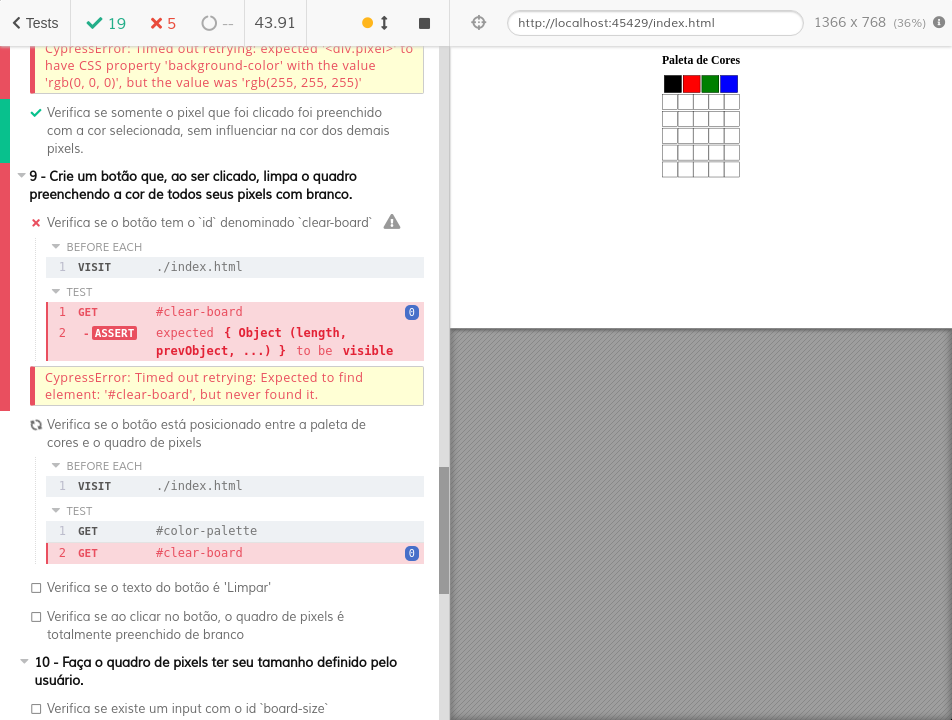 Tests
19
5
--
43.91
http://localhost:45429/index.html
1366 x 768 (36%)
CypressError: Timed out retrying: expected '<div.pixel>' to
have CSS property 'background-color' with the value
'rgb(0, 0, 0)', but the value was 'rgb(255, 255, 255)'
Verifica se somente o pixel que foi clicado foi preenchido
com a cor selecionada, sem influenciar na cor dos demais
pixels.
9 - Crie um botão que, ao ser clicado, limpa o quadro
preenchendo a cor de todos seus pixels com branco.
Verifica se o botão tem o `id` denominado `clear-board`
BEFORE EACH
1 VISIT ./index.html
TEST
1 GET #clear-board 0
2 - ASSERT expected { Object (length,
prevObject, ...) } to be visible
CypressError: Timed out retrying: Expected to find
element: '#clear-board', but never found it.
Verifica se o botão está posicionado entre a paleta de
cores e o quadro de pixels
BEFORE EACH
1 VISIT ./index.html
TEST
1 GET #color-palette
2 GET #clear-board 0
Verifica se o texto do botão é 'Limpar'
Verifica se ao clicar no botão, o quadro de pixels é
totalmente preenchido de branco
10 - Faça o quadro de pixels ter seu tamanho definido pelo
usuário.
Verifica se existe um input com o id `board-size`
Paleta de Cores